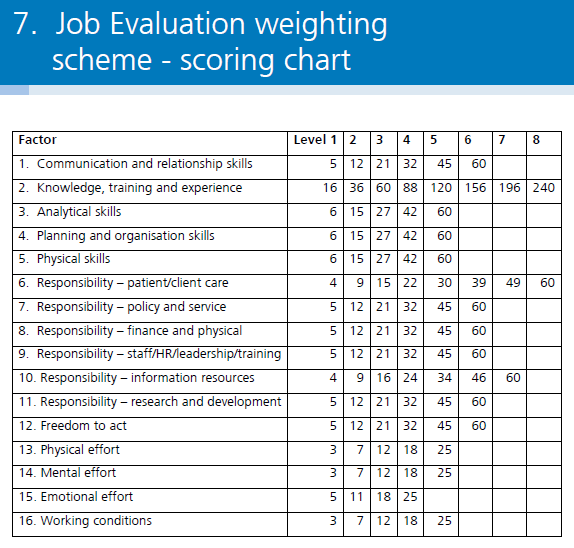 7. Job Evaluation weighting
scheme - scoring chart
Factor Level 1 2 3 4 5 6 7 8
1. Communication and relationship skills 5 12 21 32 45 60
2. Knowledge, training and experience 16 36 60 88 120 156 196 240
3. Analytical skills 6 15 27 42 60
4. Planning and organisation skills 6 15 27 42 60
5. Physical skills 6 15 27 42 60
6. Responsibility – patient/client care 4 9 15 22 30 39 49 60
7. Responsibility – policy and service 5 12 21 32 45 60
8. Responsibility – finance and physical 5 12 21 32 45 60
9. Responsibility – staff/HR/leadership/training 5 12 21 32 45 60
10. Responsibility – information resources 4 9 16 24 34 46 60
11. Responsibility – research and development 5 12 21 32 45 60
12. Freedom to act 5 12 21 32 45 60
13. Physical effort 3 7 12 18 25
14. Mental effort 3 7 12 18 25
15. Emotional effort 5 11 18 25
16. Working conditions 3 7 12 18 25